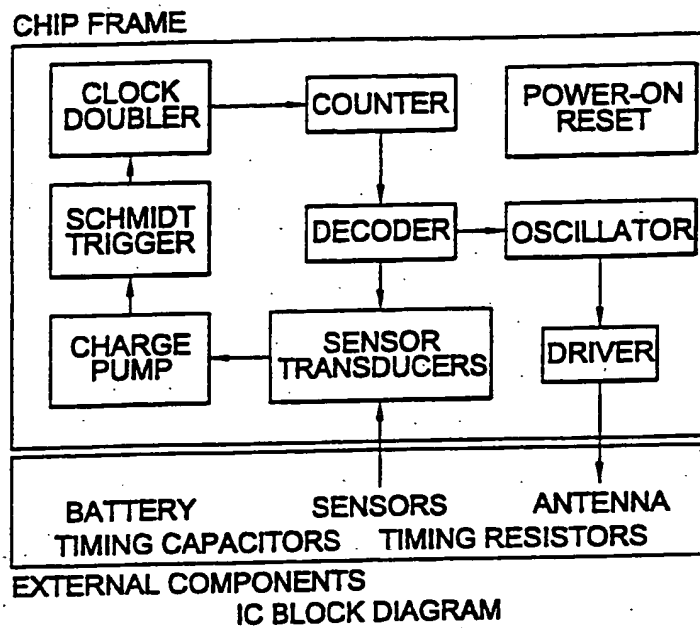 CHIP FRAME
CLOCK
DOUBLER
COUNTER
POWER-ON
RESET
SCHMIDT
TRIGGER
DECODER
OSCILLATOR
CHARGE
PUMP
SENSOR
TRANSDUCERS
DRIVER
BATTERY
SENSORS
ANTENNA
TIMING CAPACITORS
TIMING RESISTORS
EXTERNAL COMPONENTS
IC BLOCK DIAGRAM